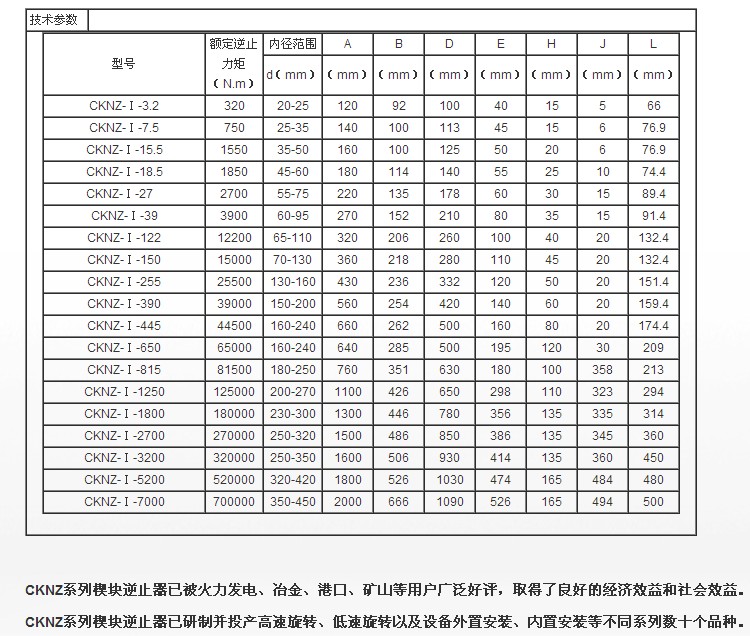 技术参数
型号 额定逆止力矩（N.m） 内径范围 A B D E H J L
d（mm） （mm） （mm） （mm） （mm） （mm） （mm） （mm）
CKNZ-Ⅰ-3.2 320 20-25 120 92 100 40 15 5 66
CKNZ-Ⅰ-7.5 750 25-35 140 100 113 45 15 6 76.9
CKNZ-Ⅰ-15.5 1550 35-50 160 100 125 50 20 6 76.9
CKNZ-Ⅰ-18.5 1850 45-60 180 114 140 55 25 10 74.4
CKNZ-Ⅰ-27 2700 55-75 220 135 178 60 30 15 89.4
CKNZ-Ⅰ-39 3900 60-95 270 152 210 80 35 15 91.4
CKNZ-Ⅰ-122 12200 65-110 320 206 260 100 40 20 132.4
CKNZ-Ⅰ-150 15000 70-130 360 218 280 110 45 20 132.4
CKNZ-Ⅰ-255 25500 130-160 430 236 332 120 50 20 151.4
CKNZ-Ⅰ-390 39000 150-200 560 254 420 140 60 20 159.4
CKNZ-Ⅰ-445 44500 160-240 660 262 500 160 80 20 174.4
CKNZ-Ⅰ-650 65000 160-240 640 285 500 195 120 30 209
CKNZ-Ⅰ-815 81500 180-250 760 351 630 180 100 358 213
CKNZ-Ⅰ-1250 125000 200-270 1100 426 650 298 110 323 294
CKNZ-Ⅰ-1800 180000 230-300 1300 446 780 356 135 335 314
CKNZ-Ⅰ-2700 270000 250-320 1500 486 850 386 135 345 360
CKNZ-Ⅰ-3200 320000 250-350 1600 506 930 414 135 360 450
CKNZ-Ⅰ-5200 520000 320-420 1800 526 1030 474 165 484 480
CKNZ-Ⅰ-7000 700000 350-450 2000 666 1090 526 165 494 500
CKNZ系列楔块逆止器已被火力发电、冶金、港口、矿山等用户广泛好评，取得了良好的经济效益和社会效益。
CKNZ系列楔块逆止器已研制并投产高速旋转、低速旋转以及设备外置安装、内置安装等不同系列数十个品种。